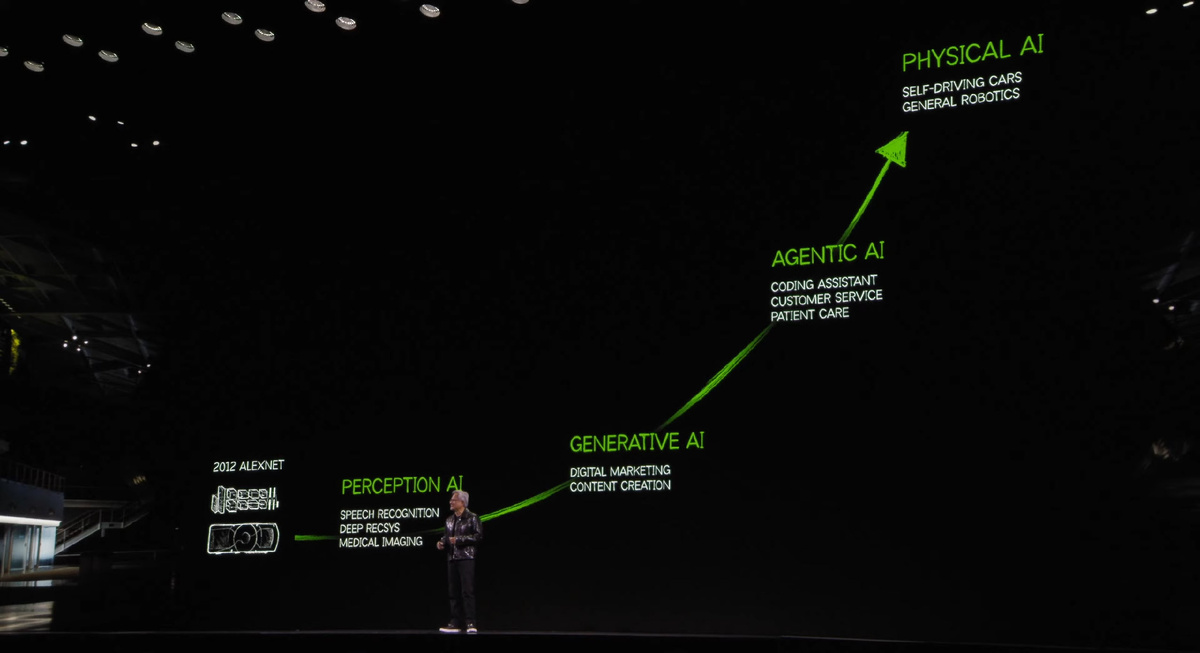 PHYSICAL AI
SELF-DRIVING CARS
GENERAL ROBOTICS
AGENTIC AI
CODING ASSISTANT
CUSTOMER SERVICE
PATIENT CARE
GENERATIVE AI
DIGITAL MARKETING
CONTENT CREATION
PERCEPTION AI
SPEECH RECOGNITION
DEEP RECSYS
MEDICAL IMAGING
2012 ALEXNET